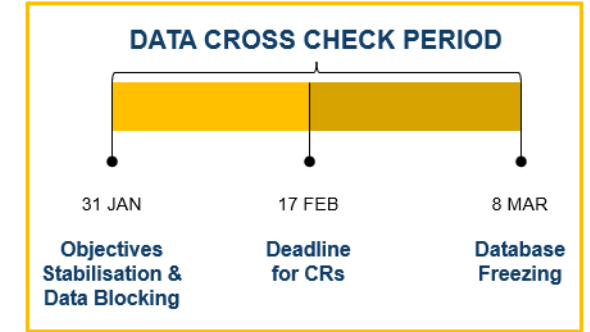 DATA CROSS CHECK PERIOD
31 JAN
17 FEB
8 MAR
Objectives
Stabilisation &
Data Blocking
Deadline
for CRs
Database
Freezing